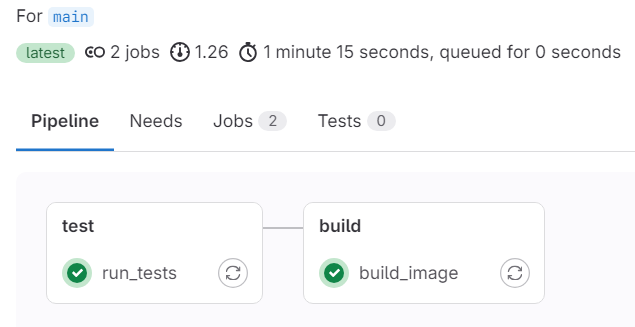 For main
latest 2 jobs 1.26 1 minute 15 seconds, queued for 0 seconds
Pipeline Needs Jobs 2 Tests 0
test build
run_tests build_image